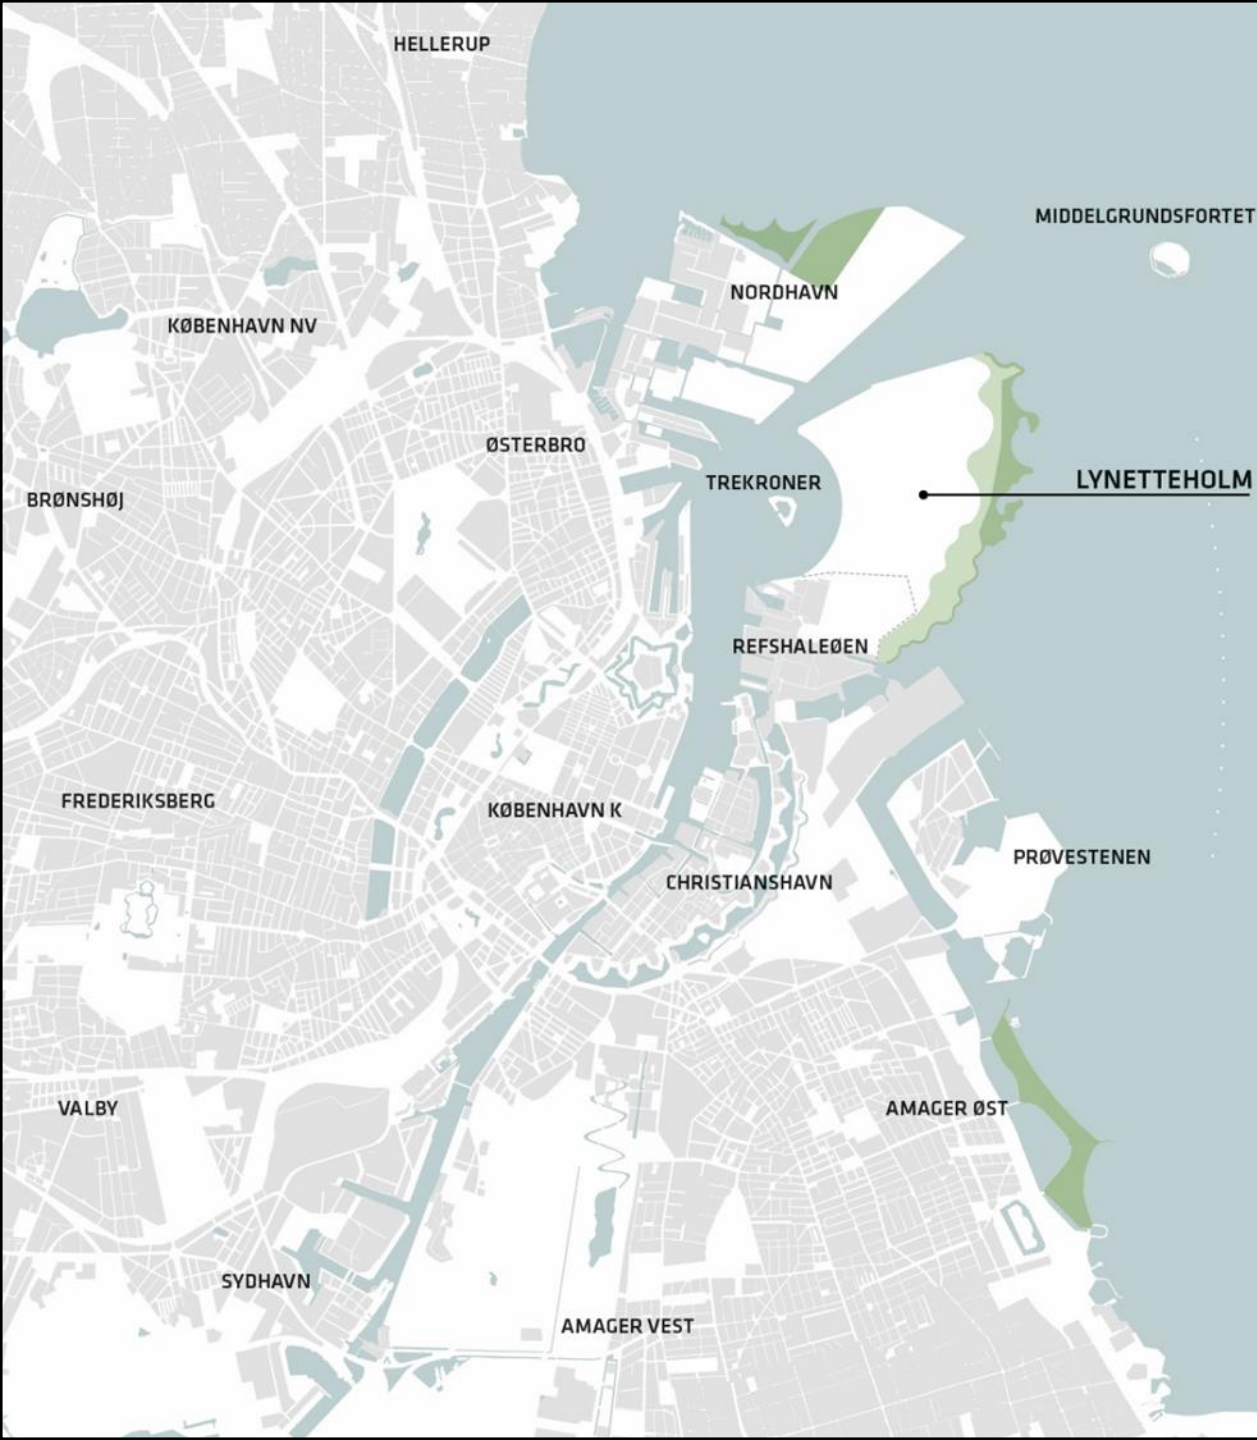 HELLERUP
MIDDELGRUNDSFORTET
NORDHAVN
KØBENHAVN NV
ØSTERBRO
LYNETTEHOLM
TREKRONER
BRØNSHØJ
REFSHALEØEN
FREDERIKSBERG
KØBENHAVN K
PRØVESTENEN
CHRISTIANSHAVN
VALBY
AMAGER ØST
SYDHAVN
AMAGER VEST